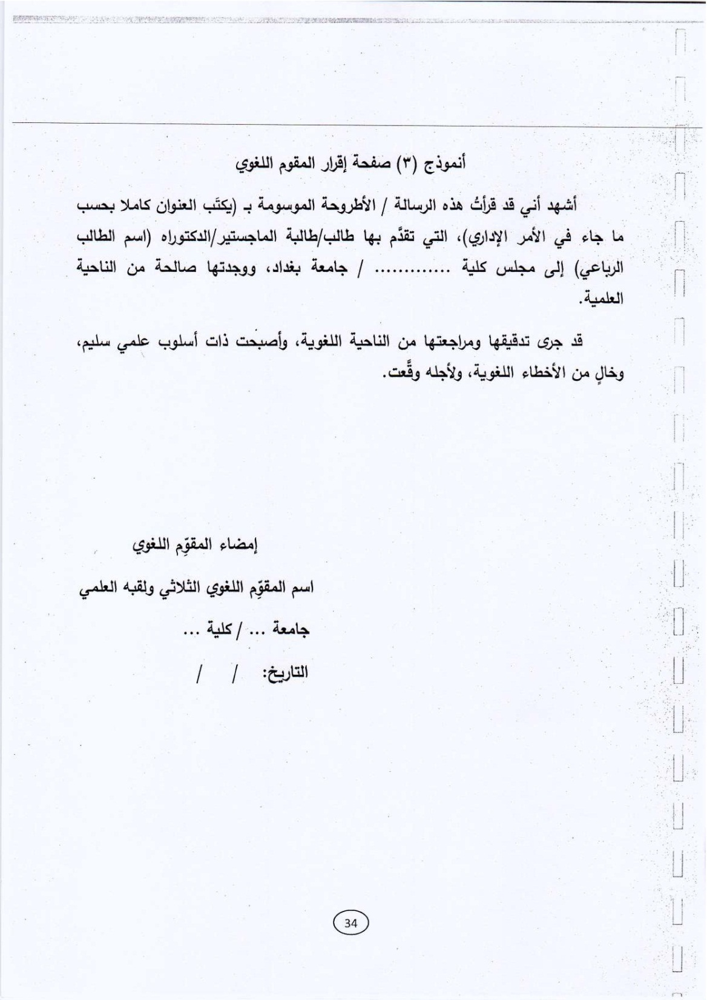 أنموذج (٣) صفحة إقرار المقوم اللغوي
أشهد أني قد قرأتُ هذه الرسالة / الأطروحة الموسومة بـ (يكتَب العنوان كاملا بحسب
ما جاء في الأمر الإداري)، التي تقدَّم بها طالب/طالبة الماجستير/الدكتوراه (اسم الطالب
الرباعي) إلى مجلس كلية ............. / جامعة بغداد، ووجدتها صالحة من الناحية
العلمية.
قد جرى تدقيقها ومراجعتها من الناحية اللغوية، وأصبحت ذات أسلوب علمي سليم،
وخالٍ من الأخطاء اللغوية، ولأجله وقَّعت.
إمضاء المقوِّم اللغوي
اسم المقوِّم اللغوي الثلاثي ولقبه العلمي
جامعة ... / كلية ...
التاريخ: / /
34